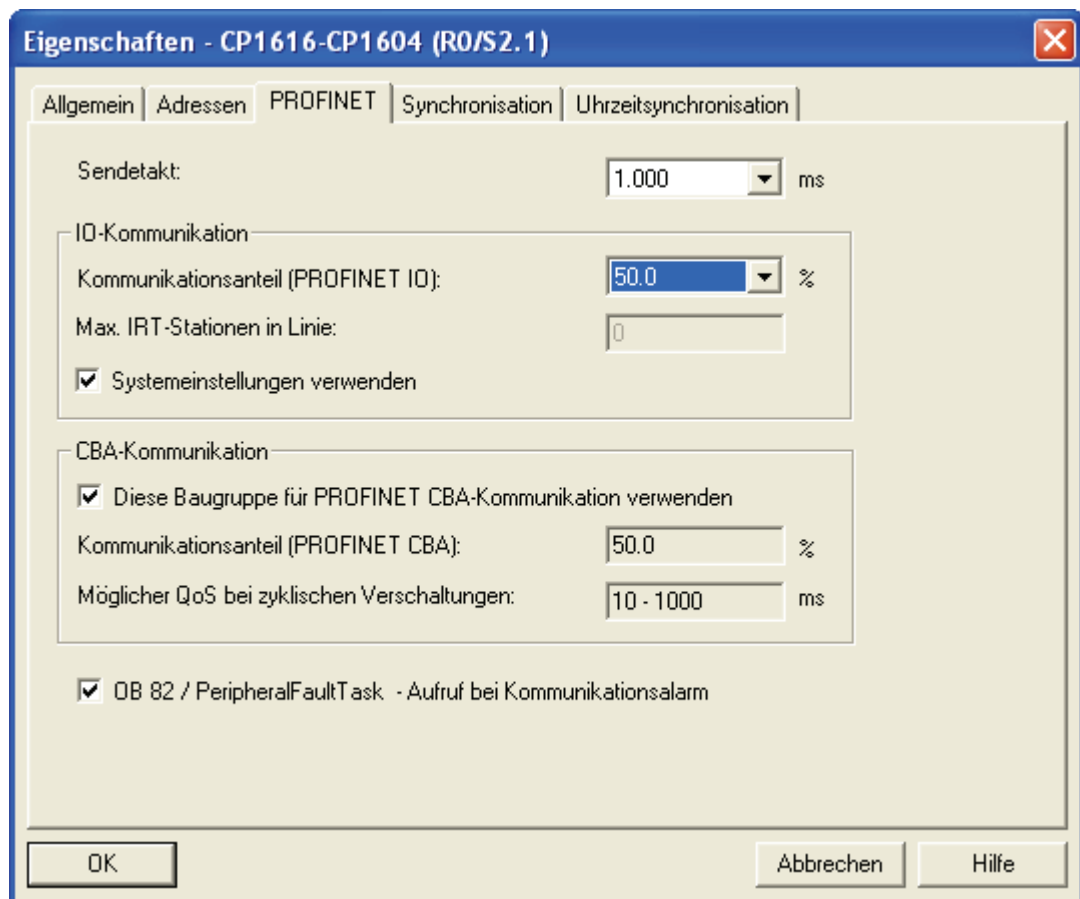 Eigenschaften - CP1616-CP1604 (R0/S2.1)
Allgemein Adressen PROFINET Synchronisation Uhrzeitsynchronisation
Sendetakt: 1.000 ms
IO-Kommunikation
Kommunikationsanteil (PROFINET IO): 50.0 %
Max. IRT-Stationen in Linie: 0
Systemeinstellungen verwenden
CBA-Kommunikation
Diese Baugruppe für PROFINET CBA-Kommunikation verwenden
Kommunikationsanteil (PROFINET CBA): 50.0 %
Möglicher QoS bei zyklischen Verschaltungen: 10 - 1000 ms
OB 82 / PeripheralFaultTask - Aufruf bei Kommunikationsalarm
OK Abbrechen Hilfe